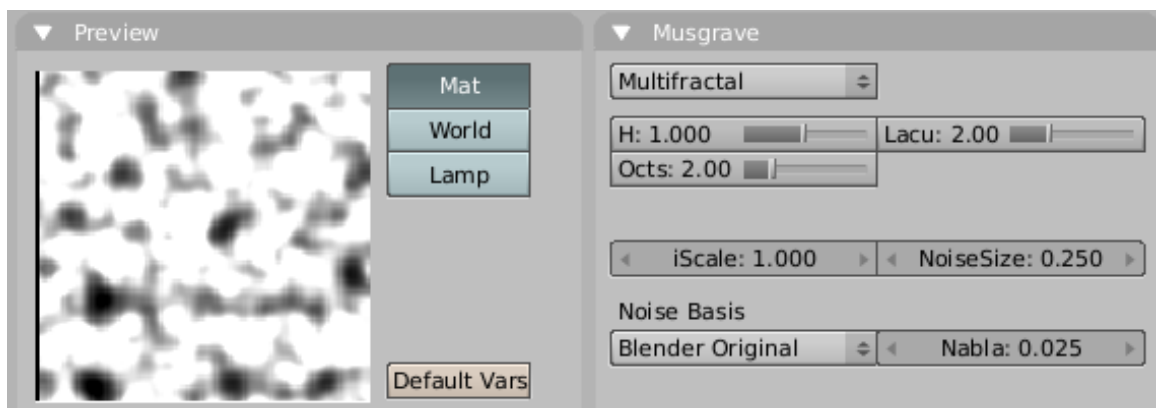 Preview
Mat
World
Lamp
Default Vars
Musgrave
Multifractal
H: 1.000
Lacu: 2.00
Octs: 2.00
iScale: 1.000
NoiseSize: 0.250
Noise Basis
Blender Original
Nabla: 0.025